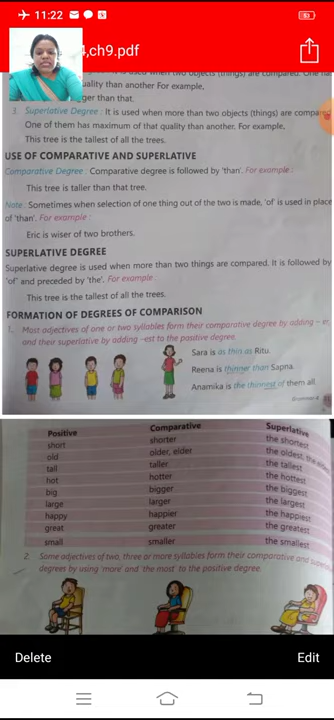 11:22
4,ch9.pdf
when two objects (things) are compared. One
uality than another For example,
ger than that.
3. Superlative Degree : It is used when more than two objects (things) are compared
One of them has maximum of that quality than another. For example,
This tree is the tallest of all the trees.
USE OF COMPARATIVE AND SUPERLATIVE
Comparative Degree : Comparative degree is followed by 'than'. For example :
This tree is taller than that tree.
Note : Sometimes when selection of one thing out of the two is made, 'of' is used in place
of 'than'. For example :
Eric is wiser of two brothers.
SUPERLATIVE DEGREE
Superlative degree is used when more than two things are compared. It is followed by
'of' and preceded by 'the'. For example :
This tree is the tallest of all the trees.
FORMATION OF DEGREES OF COMPARISON
1. Most adjectives of one or two syllables form their comparative degree by adding – er,
and their superlative by adding –est to the positive degree.
Sara is as thin as Ritu.
Reena is thinner than Sapna.
Anamika is the thinnest of them all.
Positive Comparative Superlative
short shorter the shortest
old older, elder the oldest, the
tall taller the tallest
hot hotter the hottest
big bigger the biggest
large larger the largest
happy happier the happiest
great greater the greatest
small smaller the smallest
2. Some adjectives of two, three or more syllables form their comparative and
degrees by using 'more' and 'the most' to the positive degree.
Delete Edit